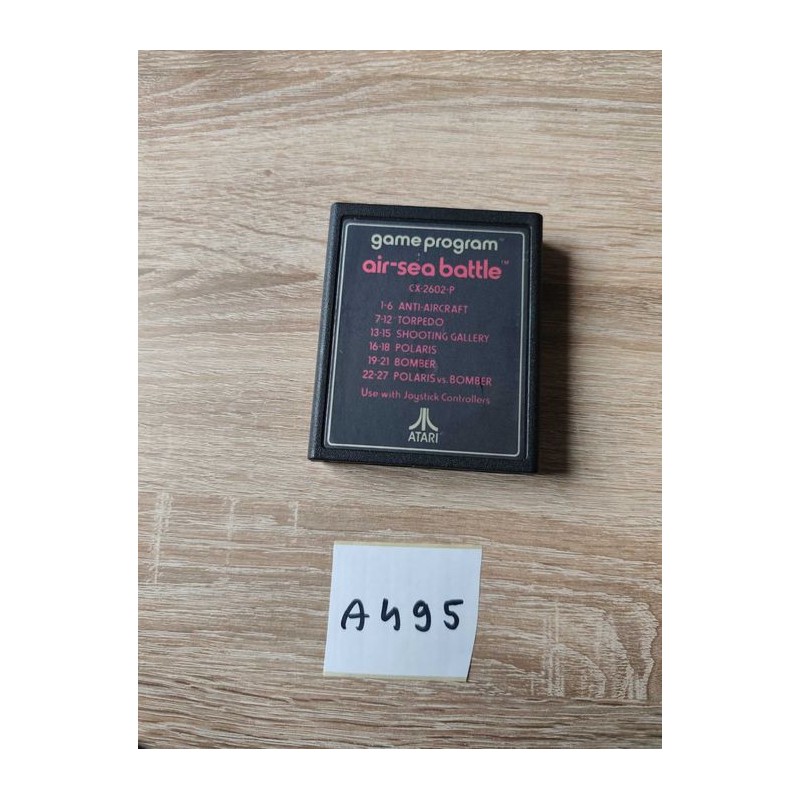 game program™
air-sea battle™
CX-2602-P
1-6 ANTI-AIRCRAFT
7-12 TORPEDO
13-15 SHOOTING GALLERY
16-18 POLARIS
19-21 BOMBER
22-27 POLARIS vs. BOMBER
Use with Joystick Controllers
ATARI
A495